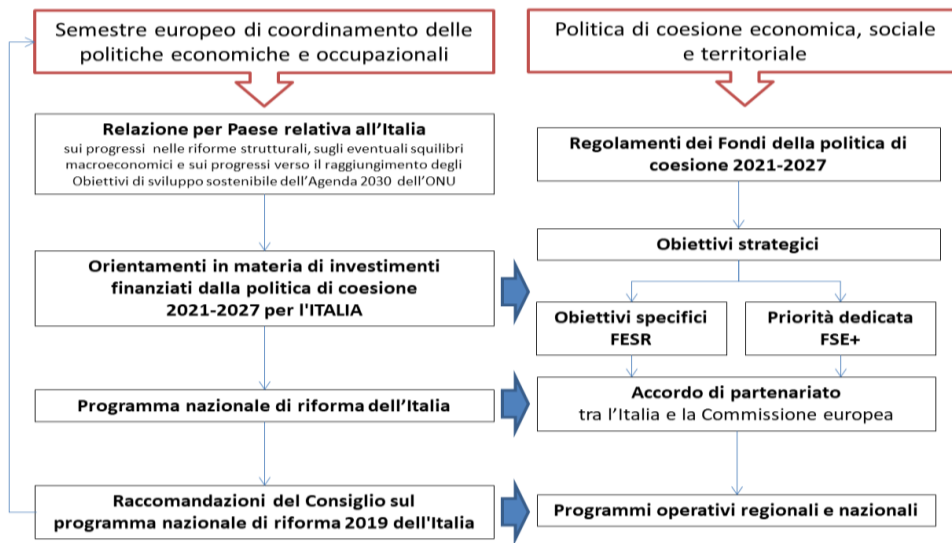 Semestre europeo di coordinamento delle
politiche economiche e occupazionali
Relazione per Paese relativa all’Italia
sui progressi nelle riforme strutturali, sugli eventuali squilibri
macroeconomici e sui progressi verso il raggiungimento degli
Obiettivi di sviluppo sostenibile dell’Agenda 2030 dell’ONU
Orientamenti in materia di investimenti
finanziati dalla politica di coesione
2021-2027 per l'ITALIA
Programma nazionale di riforma dell’Italia
Raccomandazioni del Consiglio sul
programma nazionale di riforma 2019 dell'Italia
Politica di coesione economica, sociale
e territoriale
Regolamenti dei Fondi della politica di
coesione 2021-2027
Obiettivi strategici
Obiettivi specifici
FESR
Priorità dedicata
FSE+
Accordo di partenariato
tra l’Italia e la Commissione europea
Programmi operativi regionali e nazionali